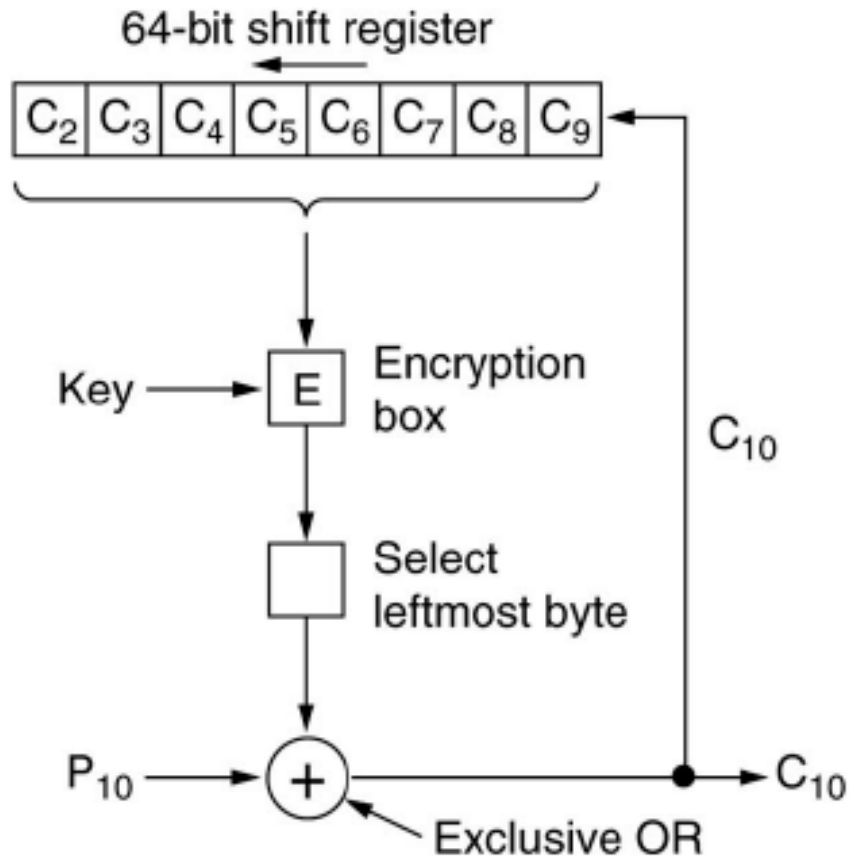 64-bit shift register
C₂ C₃ C₄ C₅ C₆ C₇ C₈ C₉
Key
E
Encryption
box
C₁₀
Select
leftmost byte
P₁₀
+
C₁₀
Exclusive OR